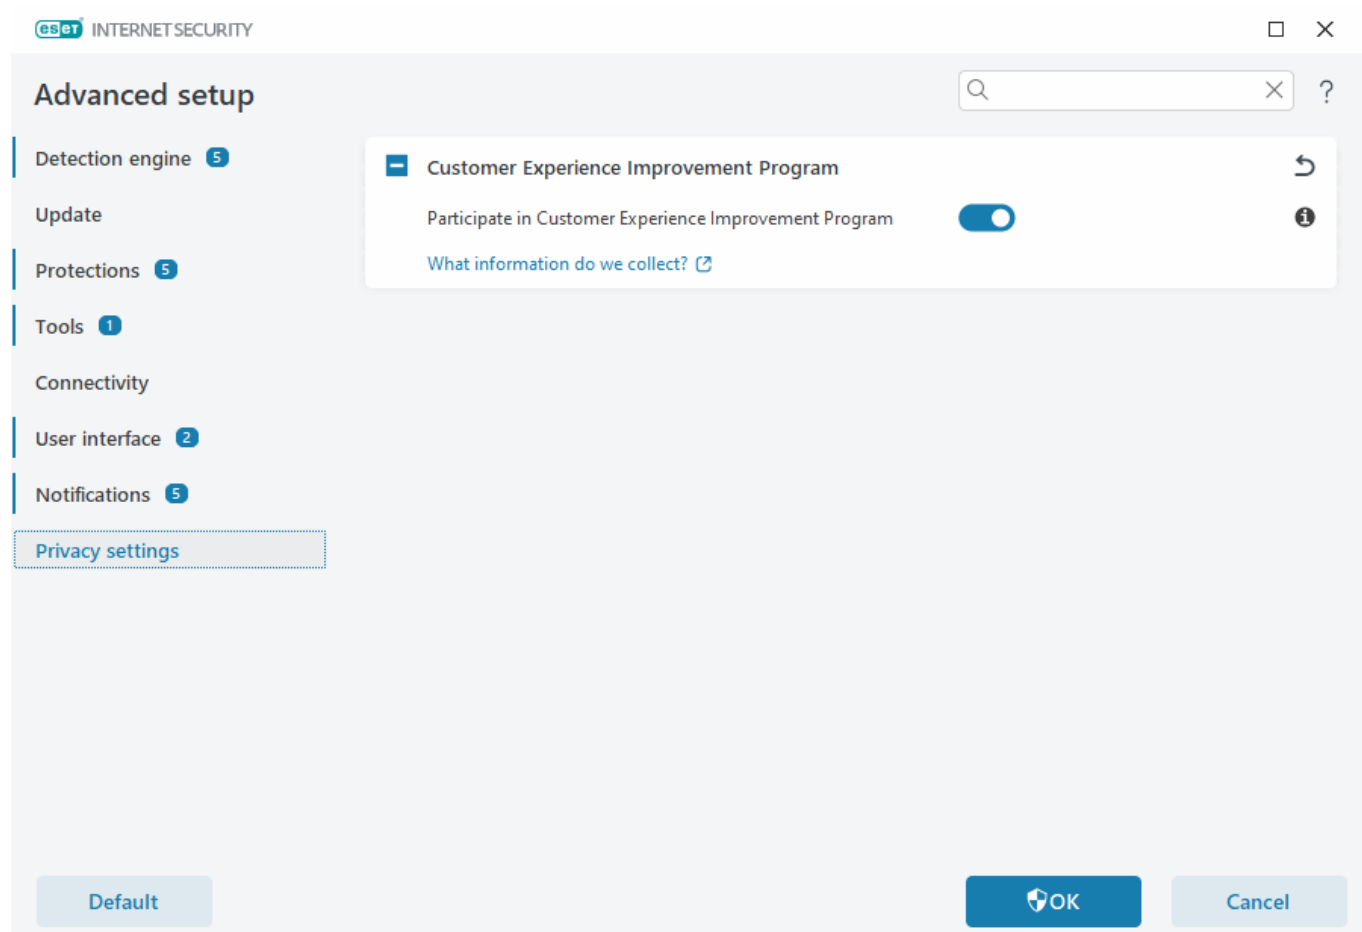 eset INTERNET SECURITY
Advanced setup
?
Detection engine 5
Update
Protections 5
Tools 1
Connectivity
User interface 2
Notifications 5
Privacy settings
Customer Experience Improvement Program
Participate in Customer Experience Improvement Program
What information do we collect?
Default
OK
Cancel